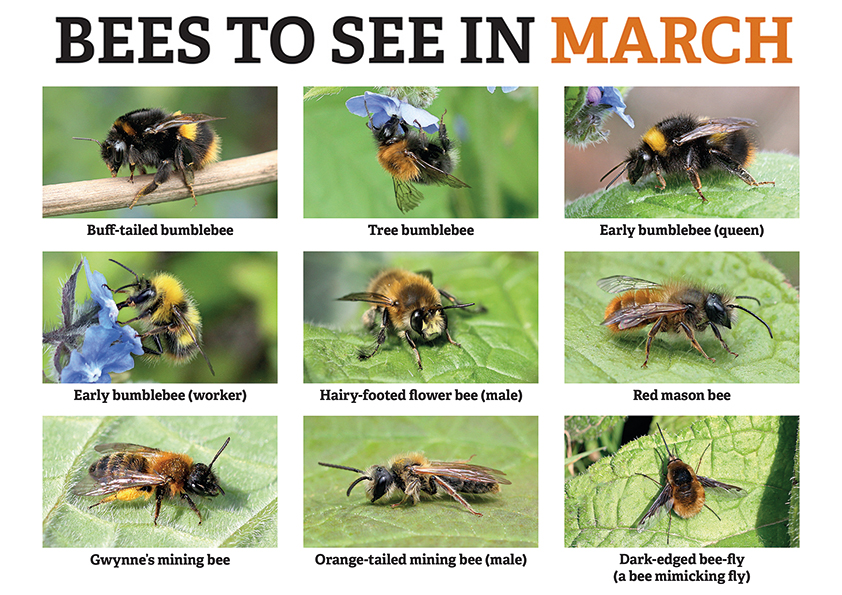 BEES TO SEE IN MARCH
Buff-tailed bumblebee
Tree bumblebee
Early bumblebee (queen)
Early bumblebee (worker)
Hairy-footed flower bee (male)
Red mason bee
Gwynne's mining bee
Orange-tailed mining bee (male)
Dark-edged bee-fly
(a bee mimicking fly)